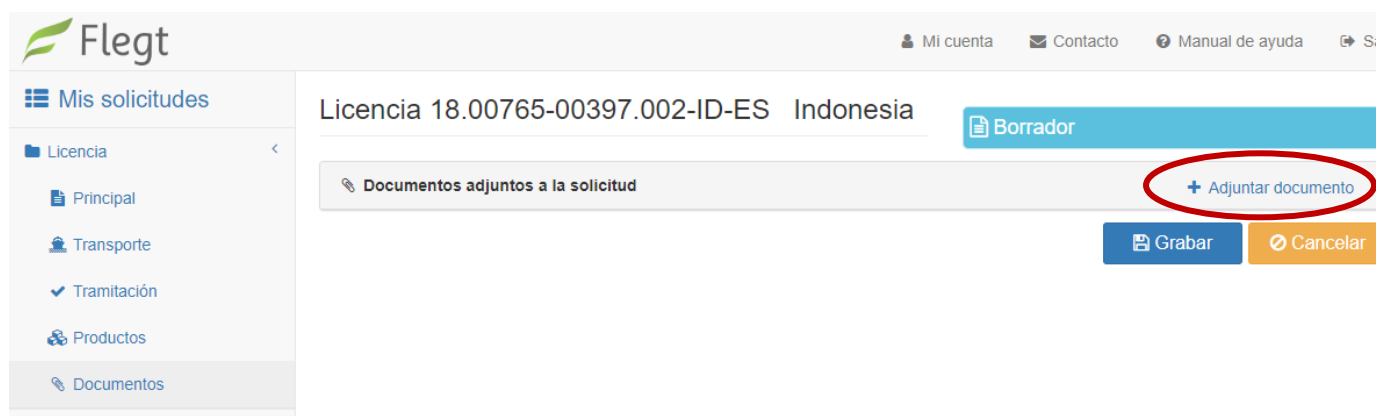 Flegt
Mi cuenta Contacto Manual de ayuda
Mis solicitudes
Licencia 18.00765-00397.002-ID-ES Indonesia
Borrador
Licencia
Documentos adjuntos a la solicitud
+ Adjuntar documento
Principal
Transporte
Grabar Cancelar
Tramitación
Productos
Documentos